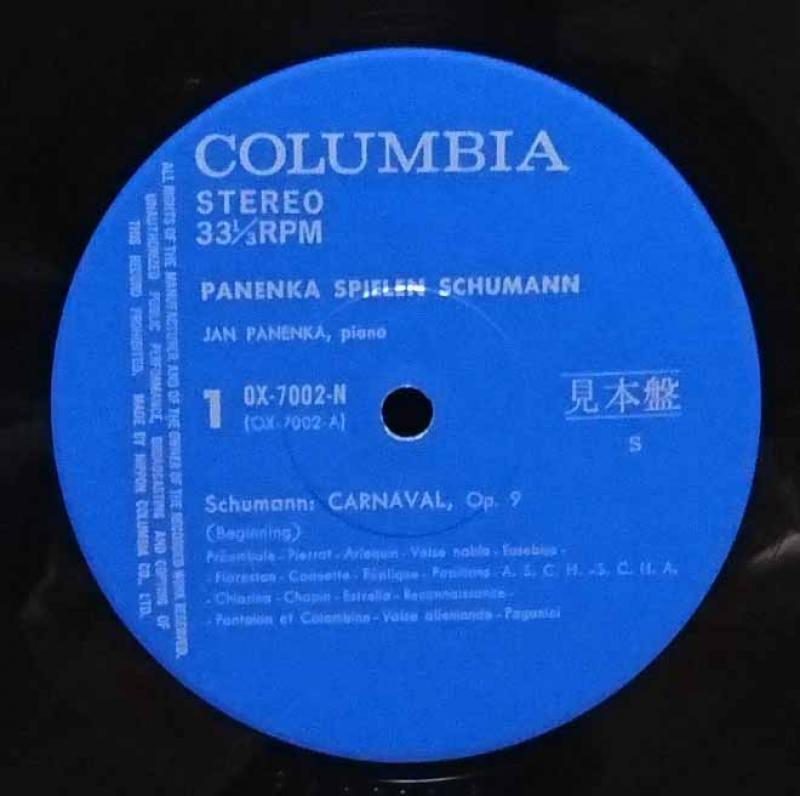 COLUMBIA
STEREO
33⅓RPM
PANENKA SPIELEN SCHUMANN
JAN PANENKA, piano
1 OX-7002-N
(OX-7002-A)
見本盤
S
Schumann: CARNAVAL, Op. 9
(Beginning)
Préambule - Pierrot - Arlequin - Valse noble - Eusebius -
- Florestan - Coquette - Réplique - Papillons - A. S. C. H. -S. C. H. A.
- Chiarina - Chopin - Estrella - Reconnaissance -
- Pantalon et Colombine - Valse allemande - Paganini
ALL RIGHTS OF THE MANUFACTURER AND OF THE OWNER OF THE RECORDED WORK RESERVED.
UNAUTHORIZED PUBLIC PERFORMANCE, BROADCASTING AND COPYING OF
THIS RECORD PROHIBITED. MADE BY NIPPON COLUMBIA CO., LTD.